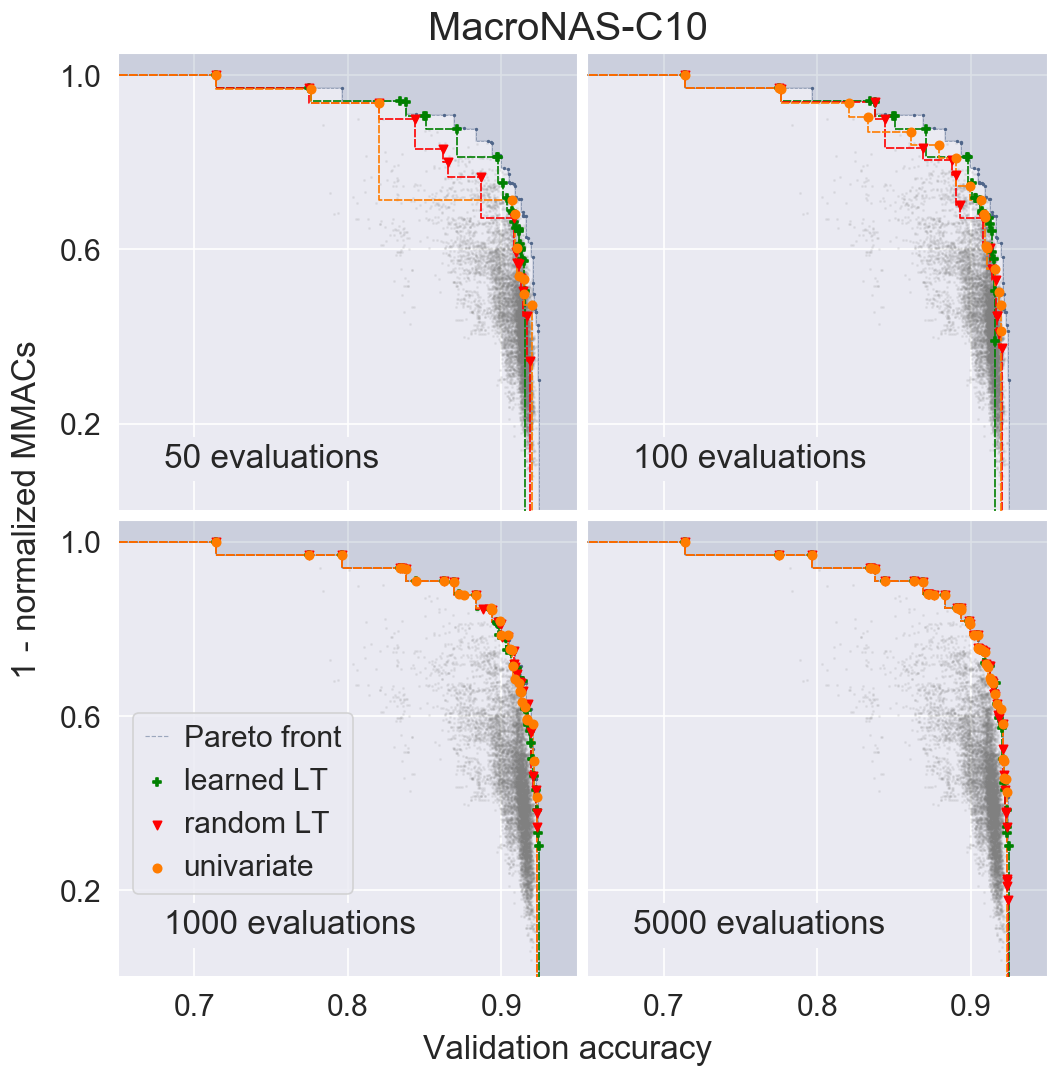 MacroNAS-C10
1 - normalized MMACs
1.0
0.6
0.2
50 evaluations
100 evaluations
1.0
0.6
0.2
Pareto front
learned LT
random LT
univariate
1000 evaluations
5000 evaluations
0.7 0.8 0.9 0.7 0.8 0.9
Validation accuracy